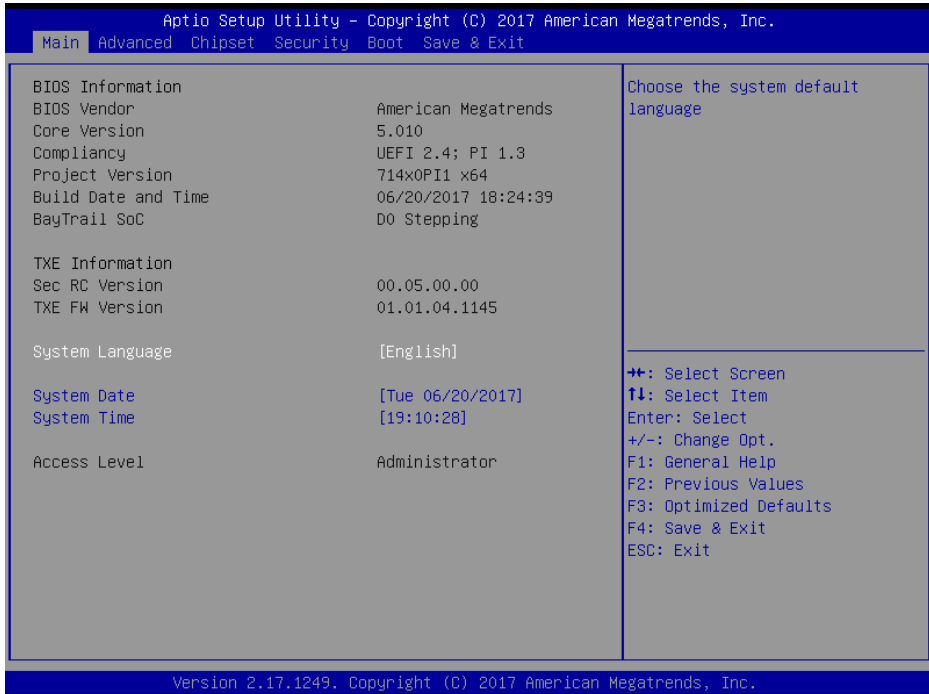 Aptio Setup Utility – Copyright (C) 2017 American Megatrends, Inc.
Main Advanced Chipset Security Boot Save & Exit
BIOS Information
BIOS Vendor American Megatrends
Core Version 5.010
Compliancy UEFI 2.4; PI 1.3
Project Version 714x0PI1 x64
Build Date and Time 06/20/2017 18:24:39
BayTrail SoC D0 Stepping
TXE Information
Sec RC Version 00.05.00.00
TXE FW Version 01.01.04.1145
System Language [English]
System Date [Tue 06/20/2017]
System Time [19:10:28]
Access Level Administrator
Choose the system default
language
→←: Select Screen
↑↓: Select Item
Enter: Select
+/-: Change Opt.
F1: General Help
F2: Previous Values
F3: Optimized Defaults
F4: Save & Exit
ESC: Exit
Version 2.17.1249. Copyright (C) 2017 American Megatrends, Inc.